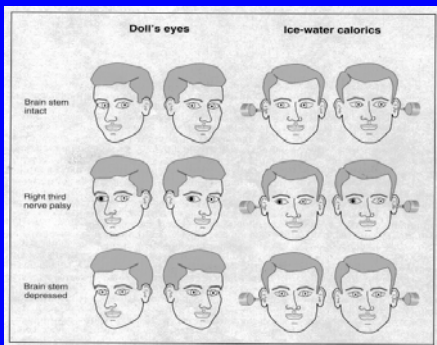 Doll's eyes
Ice-water calorics
Brain stem
intact
Right third
nerve palsy
Brain stem
depressed